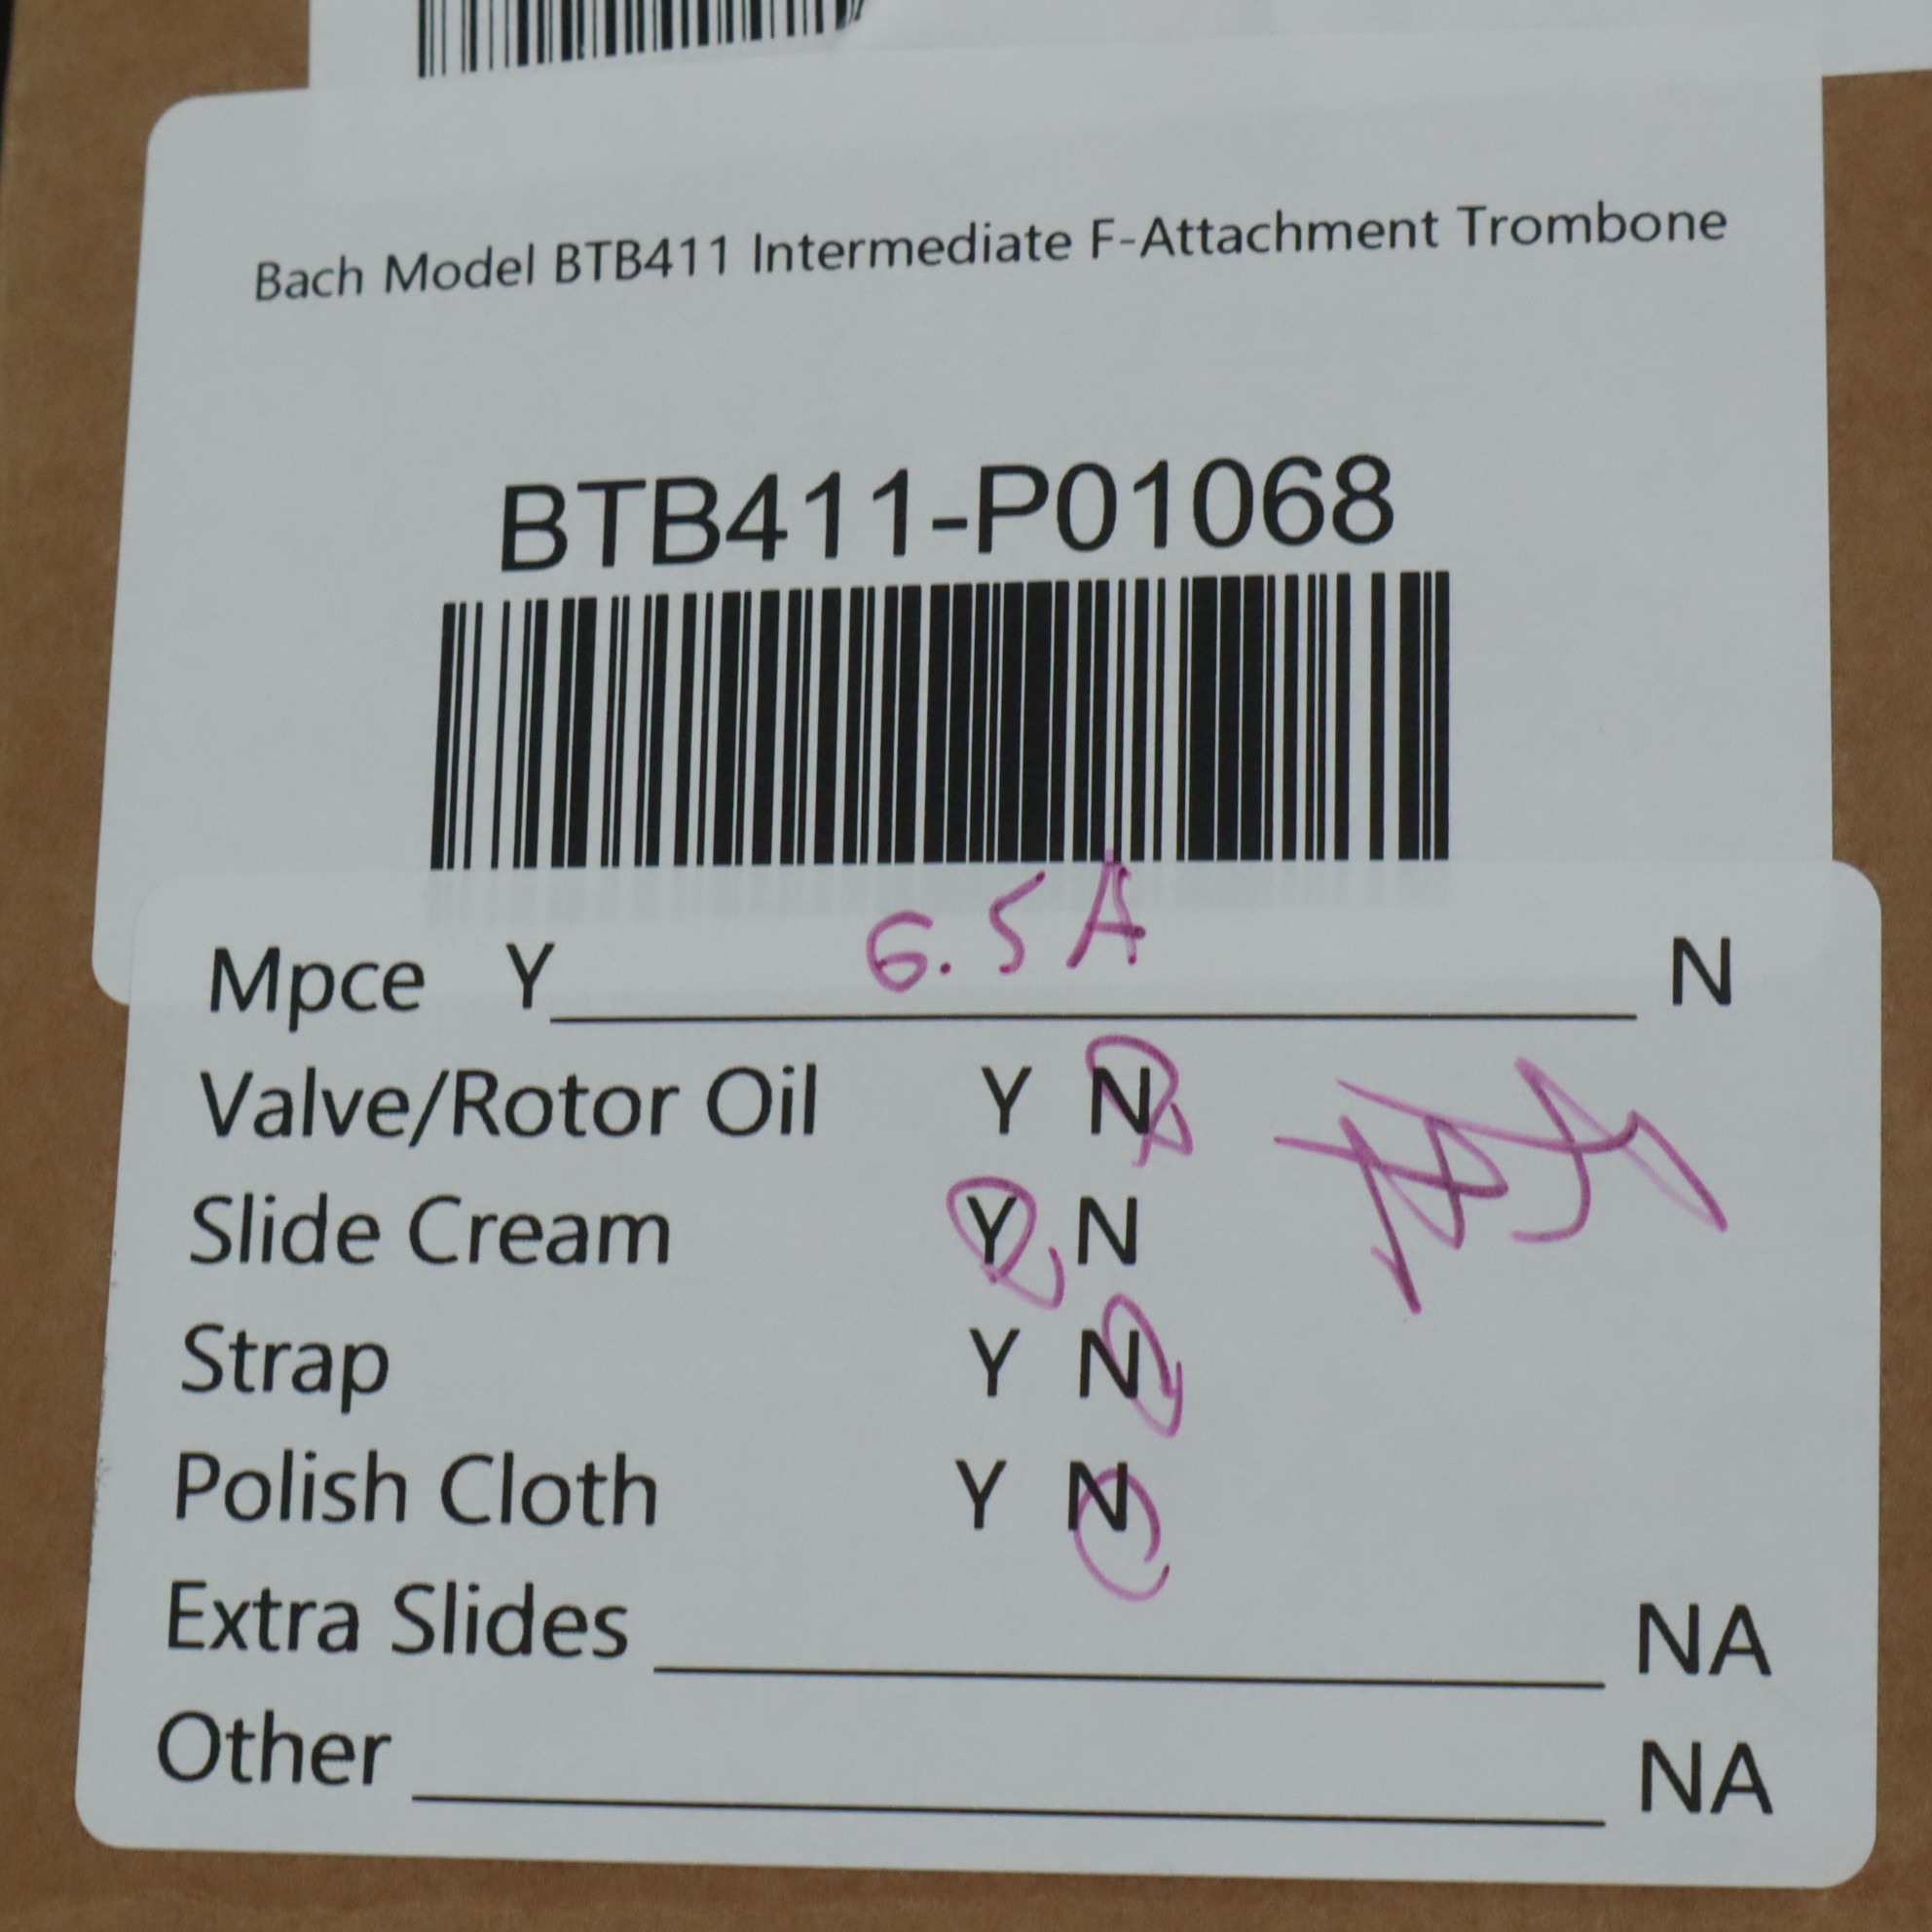 Bach Model BTB411 Intermediate F-Attachment Trombone
BTB411-P01068
Mpce Y 6.5A N
Valve/Rotor Oil Y N
Slide Cream Y N
Strap Y N
Polish Cloth Y N
Extra Slides NA
Other NA